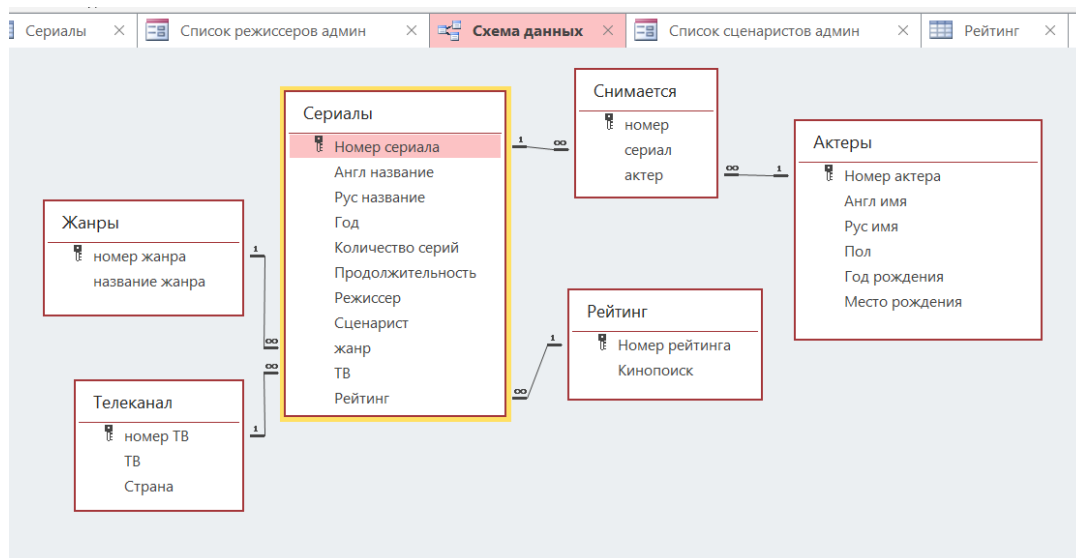 Сериалы
Список режиссеров админ
Схема данных
Список сценаристов админ
Рейтинг
Сериалы
Номер сериала
Англ название
Рус название
Год
Количество серий
Продолжительность
Режиссер
Сценарист
жанр
ТВ
Рейтинг
Снимается
номер
сериал
актер
Актеры
Номер актера
Англ имя
Рус имя
Пол
Год рождения
Место рождения
Жанры
номер жанра
название жанра
Рейтинг
Номер рейтинга
Кинопоиск
Телеканал
номер ТВ
ТВ
Страна
1 ∞
∞ 1
1
∞
∞
1
1
∞